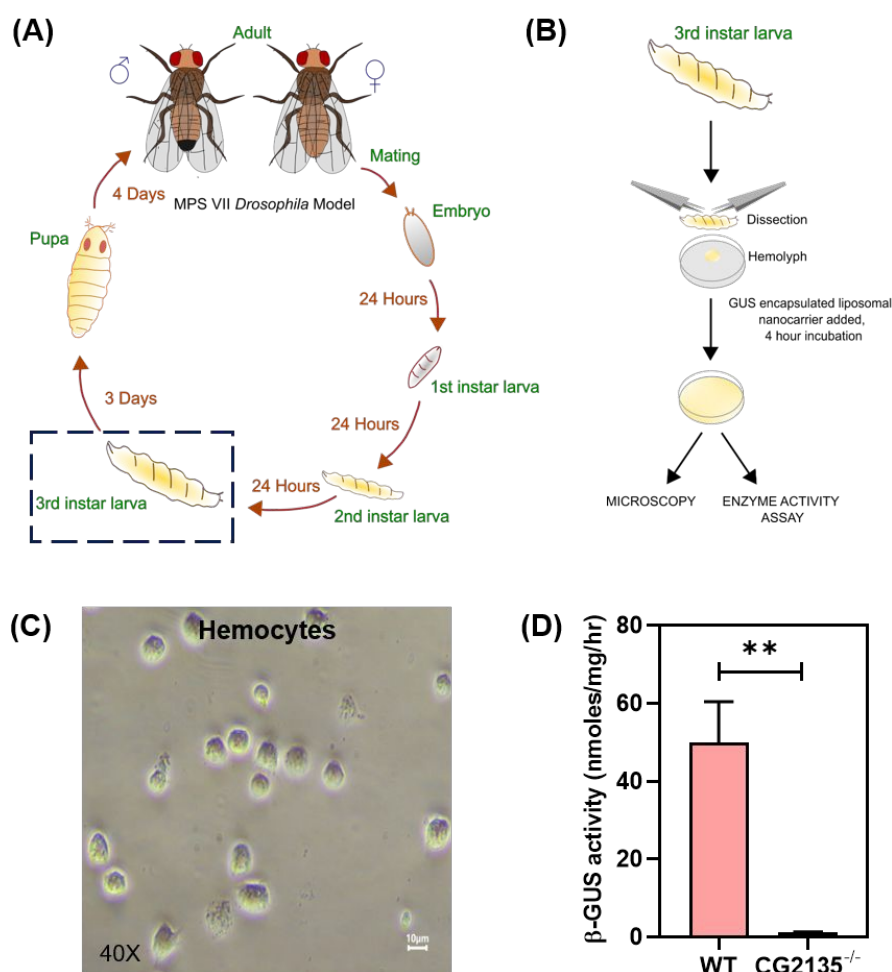 (A)
Adult
♂
♀
Mating
4 Days
MPS VII Drosophila Model
Embryo
Pupa
24 Hours
1st instar larva
3 Days
24 Hours
24 Hours
3rd instar larva
2nd instar larva
(B)
3rd instar larva
Dissection
Hemolyph
GUS encapsulated liposomal
nanocarrier added,
4 hour incubation
MICROSCOPY
ENZYME ACTIVITY
ASSAY
(C)
Hemocytes
40X
10μm
(D)
β-GUS activity (nmoles/mg/hr)
80
60
40
20
0
**
WT
CG2135⁻/⁻